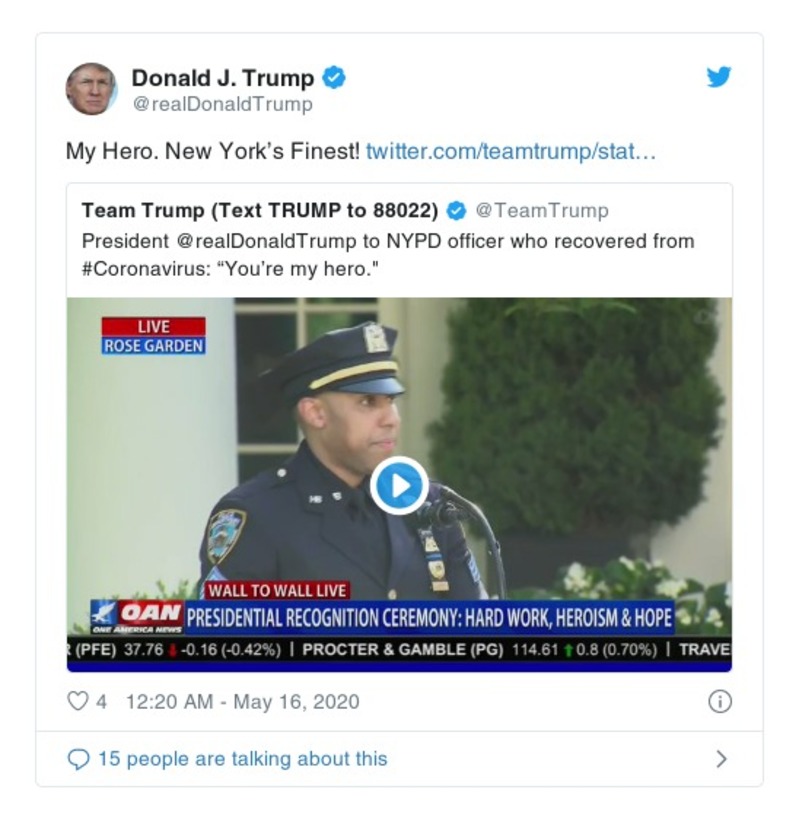 Donald J. Trump
@realDonaldTrump
My Hero. New York's Finest! twitter.com/teamtrump/stat…
Team Trump (Text TRUMP to 88022) @TeamTrump
President @realDonaldTrump to NYPD officer who recovered from
#Coronavirus: “You're my hero."
LIVE
ROSE GARDEN
WALL TO WALL LIVE
OAN PRESIDENTIAL RECOGNITION CEREMONY: HARD WORK, HEROISM & HOPE
ONE AMERICA NEWS
(PFE) 37.76 -0.16 (-0.42%) | PROCTER & GAMBLE (PG) 114.61 0.8 (0.70%) | TRAVE
4 12:20 AM - May 16, 2020
15 people are talking about this